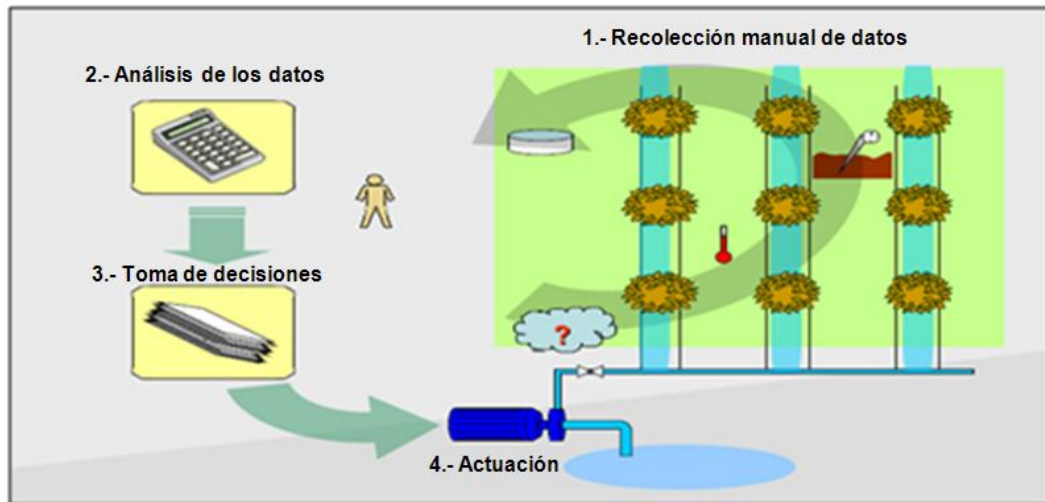 1.- Recolección manual de datos
2.- Análisis de los datos
3.- Toma de decisiones
?
4.- Actuación